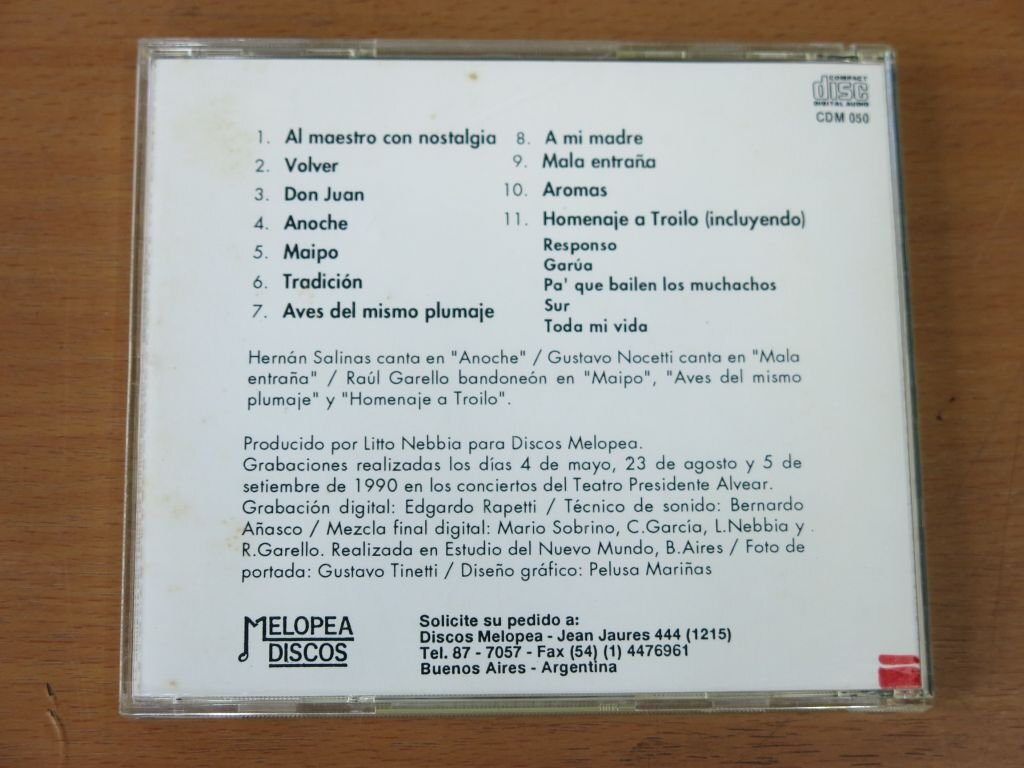 COMPACT
disc
DIGITAL AUDIO
CDM 050
1. Al maestro con nostalgia
2. Volver
3. Don Juan
4. Anoche
5. Maipo
6. Tradición
7. Aves del mismo plumaje
8. A mi madre
9. Mala entraña
10. Aromas
11. Homenaje a Troilo (incluyendo)
Responso
Garúa
Pa' que bailen los muchachos
Sur
Toda mi vida
Hernán Salinas canta en "Anoche" / Gustavo Nocetti canta en "Mala
entraña" / Raúl Garello bandoneón en "Maipo", "Aves del mismo
plumaje" y "Homenaje a Troilo".
Producido por Litto Nebbia para Discos Melopea.
Grabaciones realizadas los días 4 de mayo, 23 de agosto y 5 de
setiembre de 1990 en los conciertos del Teatro Presidente Alvear.
Grabación digital: Edgardo Rapetti / Técnico de sonido: Bernardo
Añasco / Mezcla final digital: Mario Sobrino, C.García, L.Nebbia y
R.Garello. Realizada en Estudio del Nuevo Mundo, B.Aires / Foto de
portada: Gustavo Tinetti / Diseño gráfico: Pelusa Mariñas
MELOPEA
DISCOS
Solicite su pedido a:
Discos Melopea - Jean Jaures 444 (1215)
Tel. 87 - 7057 - Fax (54) (1) 4476961
Buenos Aires - Argentina